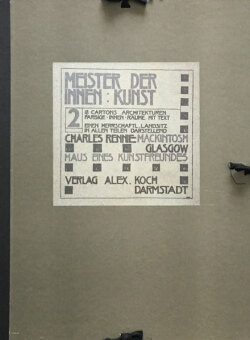 MEISTER DER
INNEN : KUNST
2
18 CARTONS ARCHITEKTUREN
FARBIGE · INNEN · RÄUME MIT TEXT
EINEN HERRSCHAFTL. LANDSITZ
IN ALLEN TEILEN DARSTELLEND
CHARLES RENNIE MACKINTOSH
GLASGOW
HAUS EINES KUNSTFREUNDES
VERLAG ALEX. KOCH
DARMSTADT